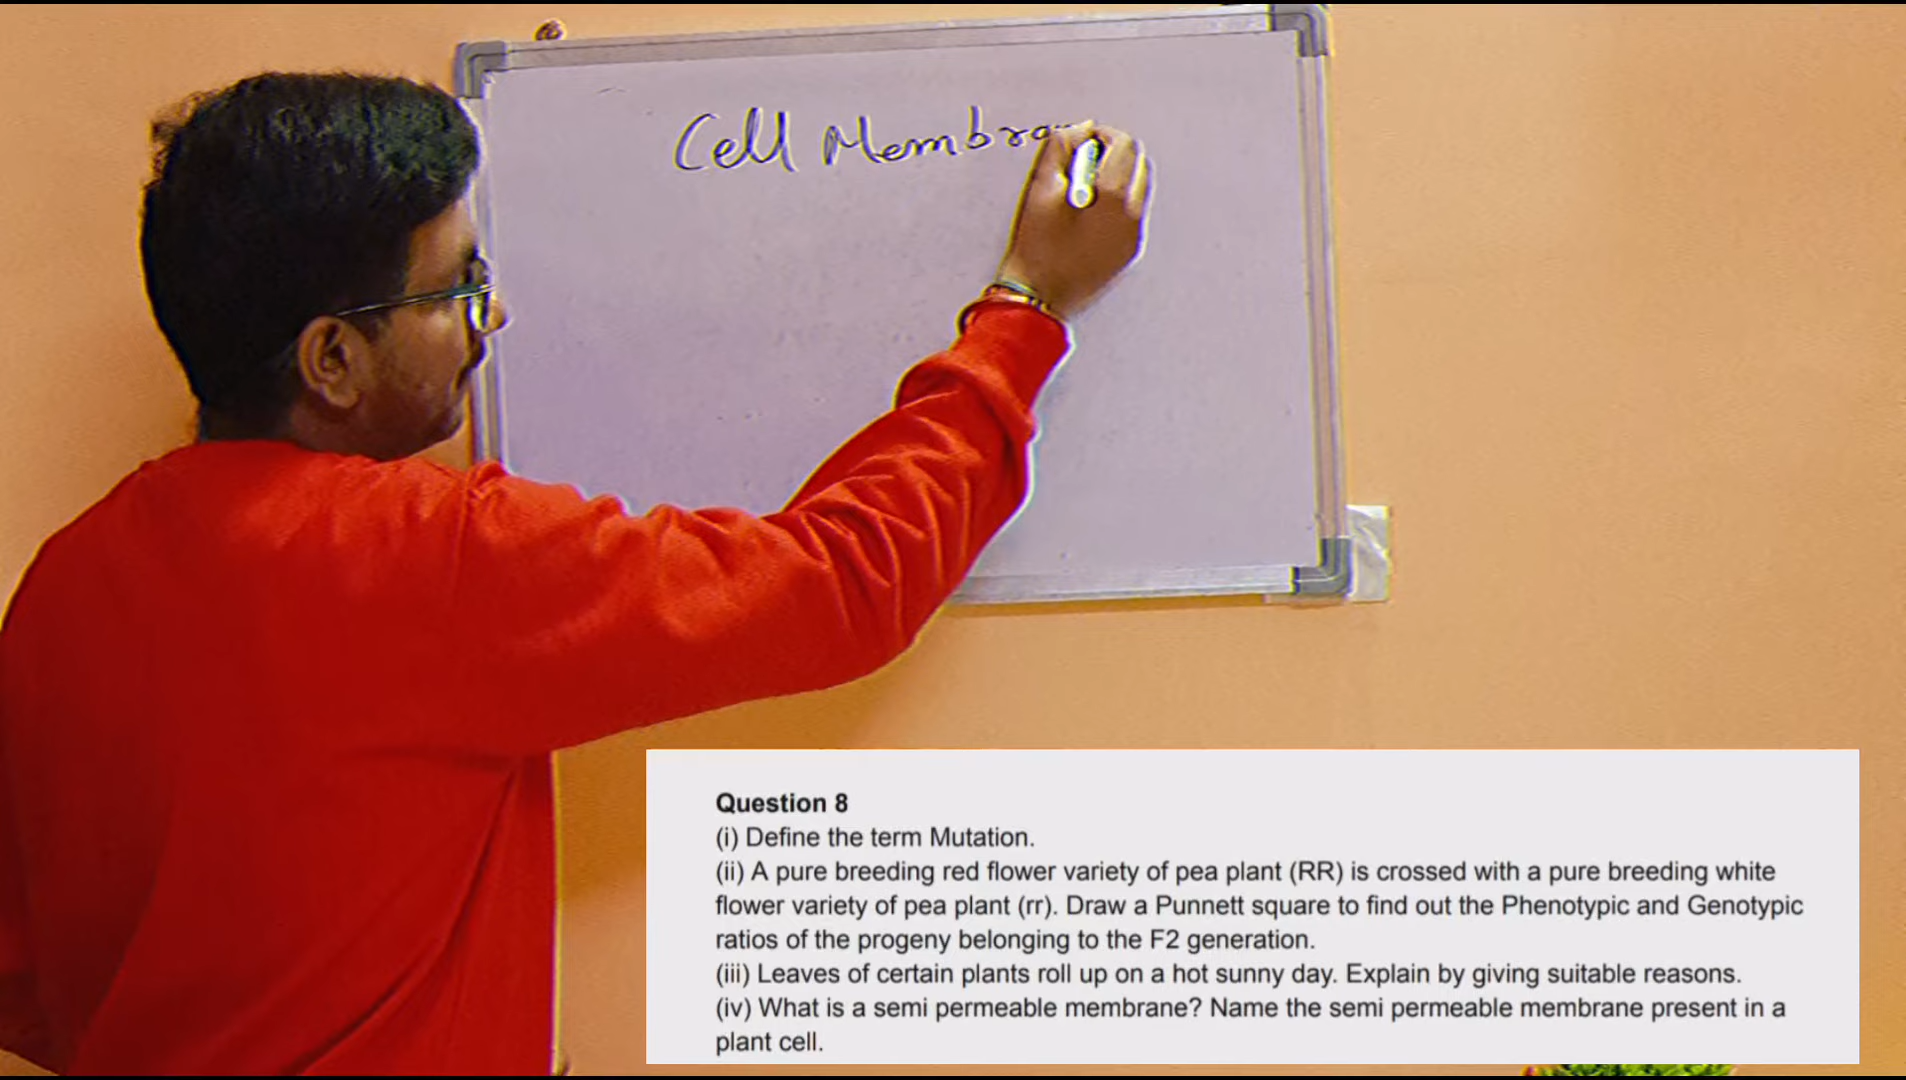 Cell
Question 8
(i) Define the term Mutation.
(ii) A pure breeding red flower variety of pea plant (RR) is crossed with a pure breeding white
flower variety of pea plant (rr). Draw a Punnett square to find out the Phenotypic and Genotypic
ratios of the progeny belonging to the F2 generation.
(iii) Leaves of certain plants roll up on a hot sunny day. Explain by giving suitable reasons.
(iv) What is a semi permeable membrane? Name the semi permeable membrane present in a
plant cell.